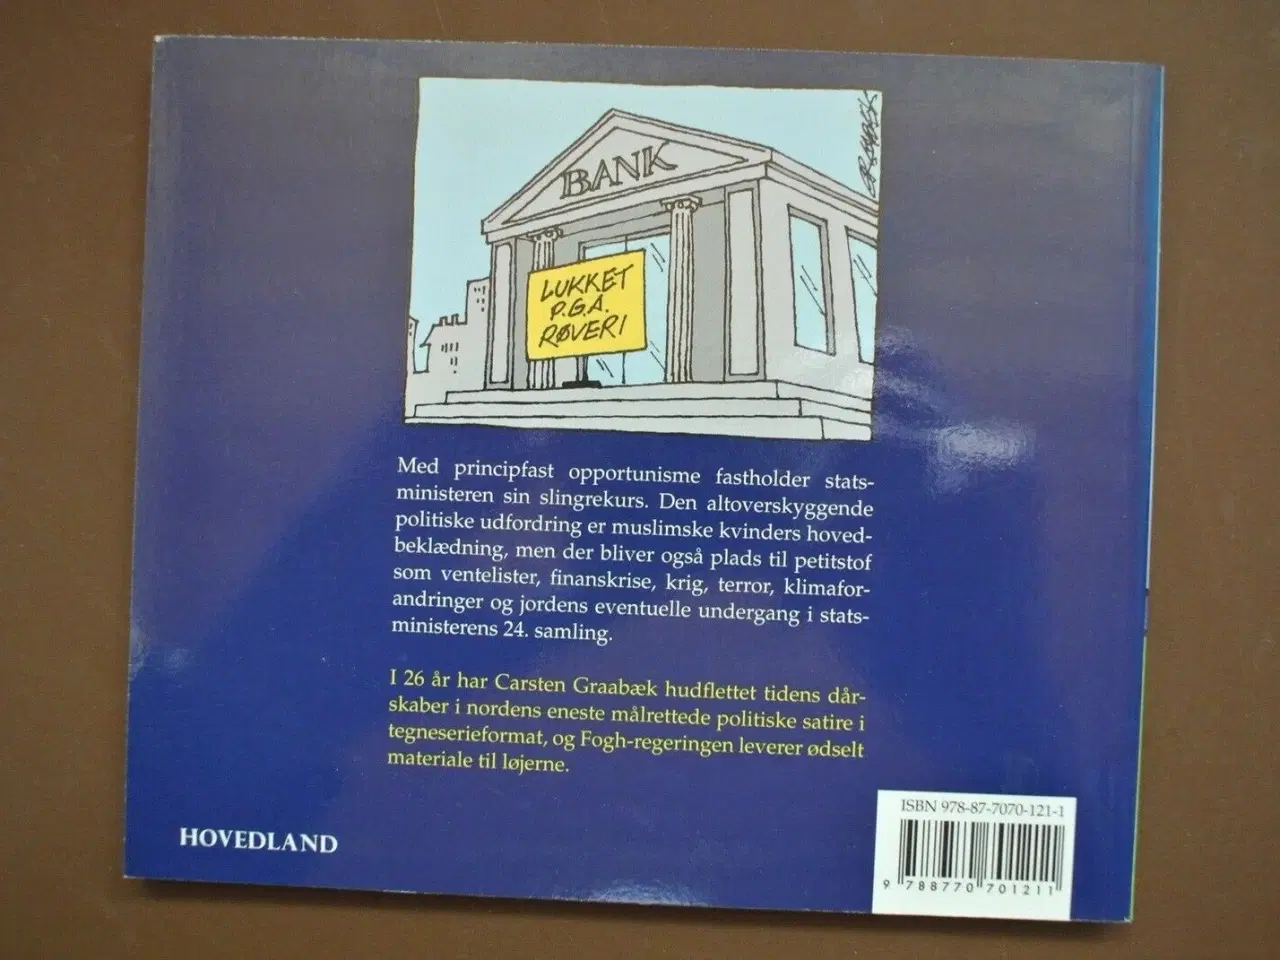 GRAABÆK
BANK
LUKKET
P.G.A.
RØVERI
Med principfast opportunisme fastholder stats-
ministeren sin slingrekurs. Den altoverskyggende
politiske udfordring er muslimske kvinders hoved-
beklædning, men der bliver også plads til petitstof
som ventelister, finanskrise, krig, terror, klimafor-
andringer og jordens eventuelle undergang i stats-
ministerens 24. samling.
I 26 år har Carsten Graabæk hudflettet tidens dår-
skaber i nordens eneste målrettede politiske satire i
tegneserieformat, og Fogh-regeringen leverer ødselt
materiale til løjerne.
HOVEDLAND
ISBN 978-87-7070-121-1
9 788770 701211